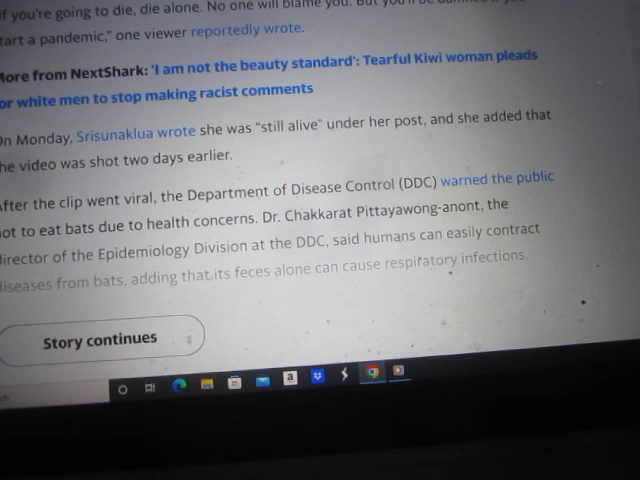 if you're going to die, die alone. No one will blame you. But you'll be
start a pandemic," one viewer reportedly wrote.
More from NextShark: 'I am not the beauty standard': Tearful Kiwi woman pleads
for white men to stop making racist comments
On Monday, Srisunaklua wrote she was "still alive" under her post, and she added that
the video was shot two days earlier.
After the clip went viral, the Department of Disease Control (DDC) warned the public
not to eat bats due to health concerns. Dr. Chakkarat Pittayawong-anont, the
director of the Epidemiology Division at the DDC, said humans can easily contract
diseases from bats, adding that its feces alone can cause respiratory infections.
Story continues
a